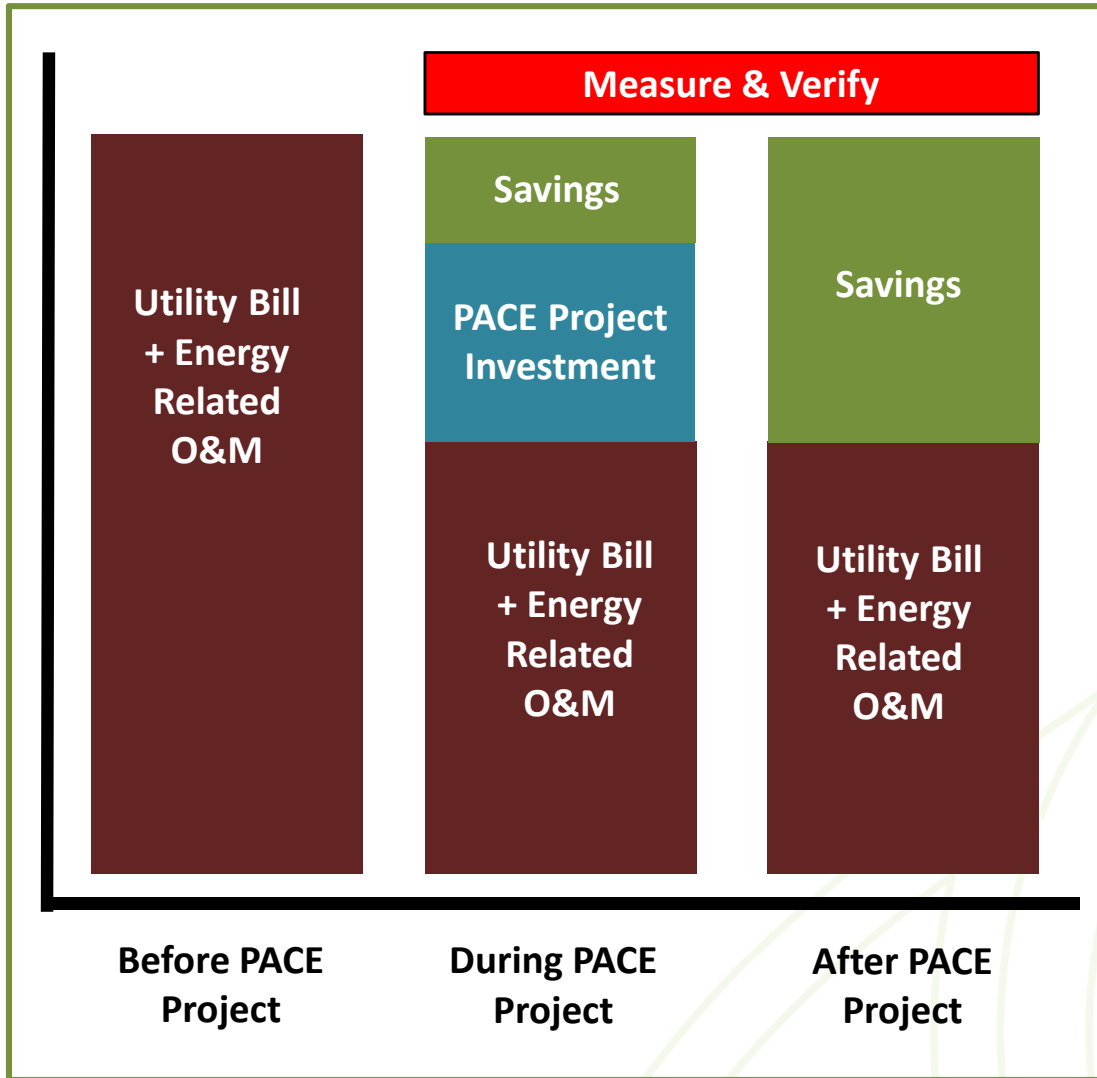 Measure & Verify
Utility Bill
+ Energy
Related
O&M
Savings
PACE Project
Investment
Utility Bill
+ Energy
Related
O&M
Savings
Utility Bill
+ Energy
Related
O&M
Before PACE
Project
During PACE
Project
After PACE
Project